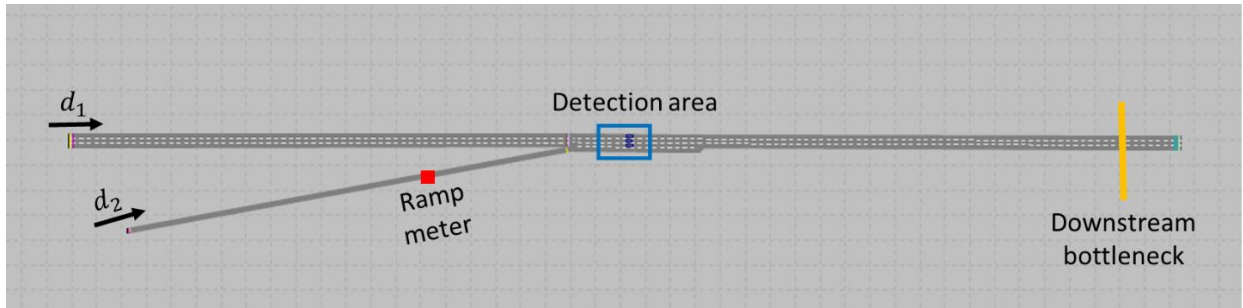 d₁
Detection area
d₂
Ramp
meter
Downstream
bottleneck